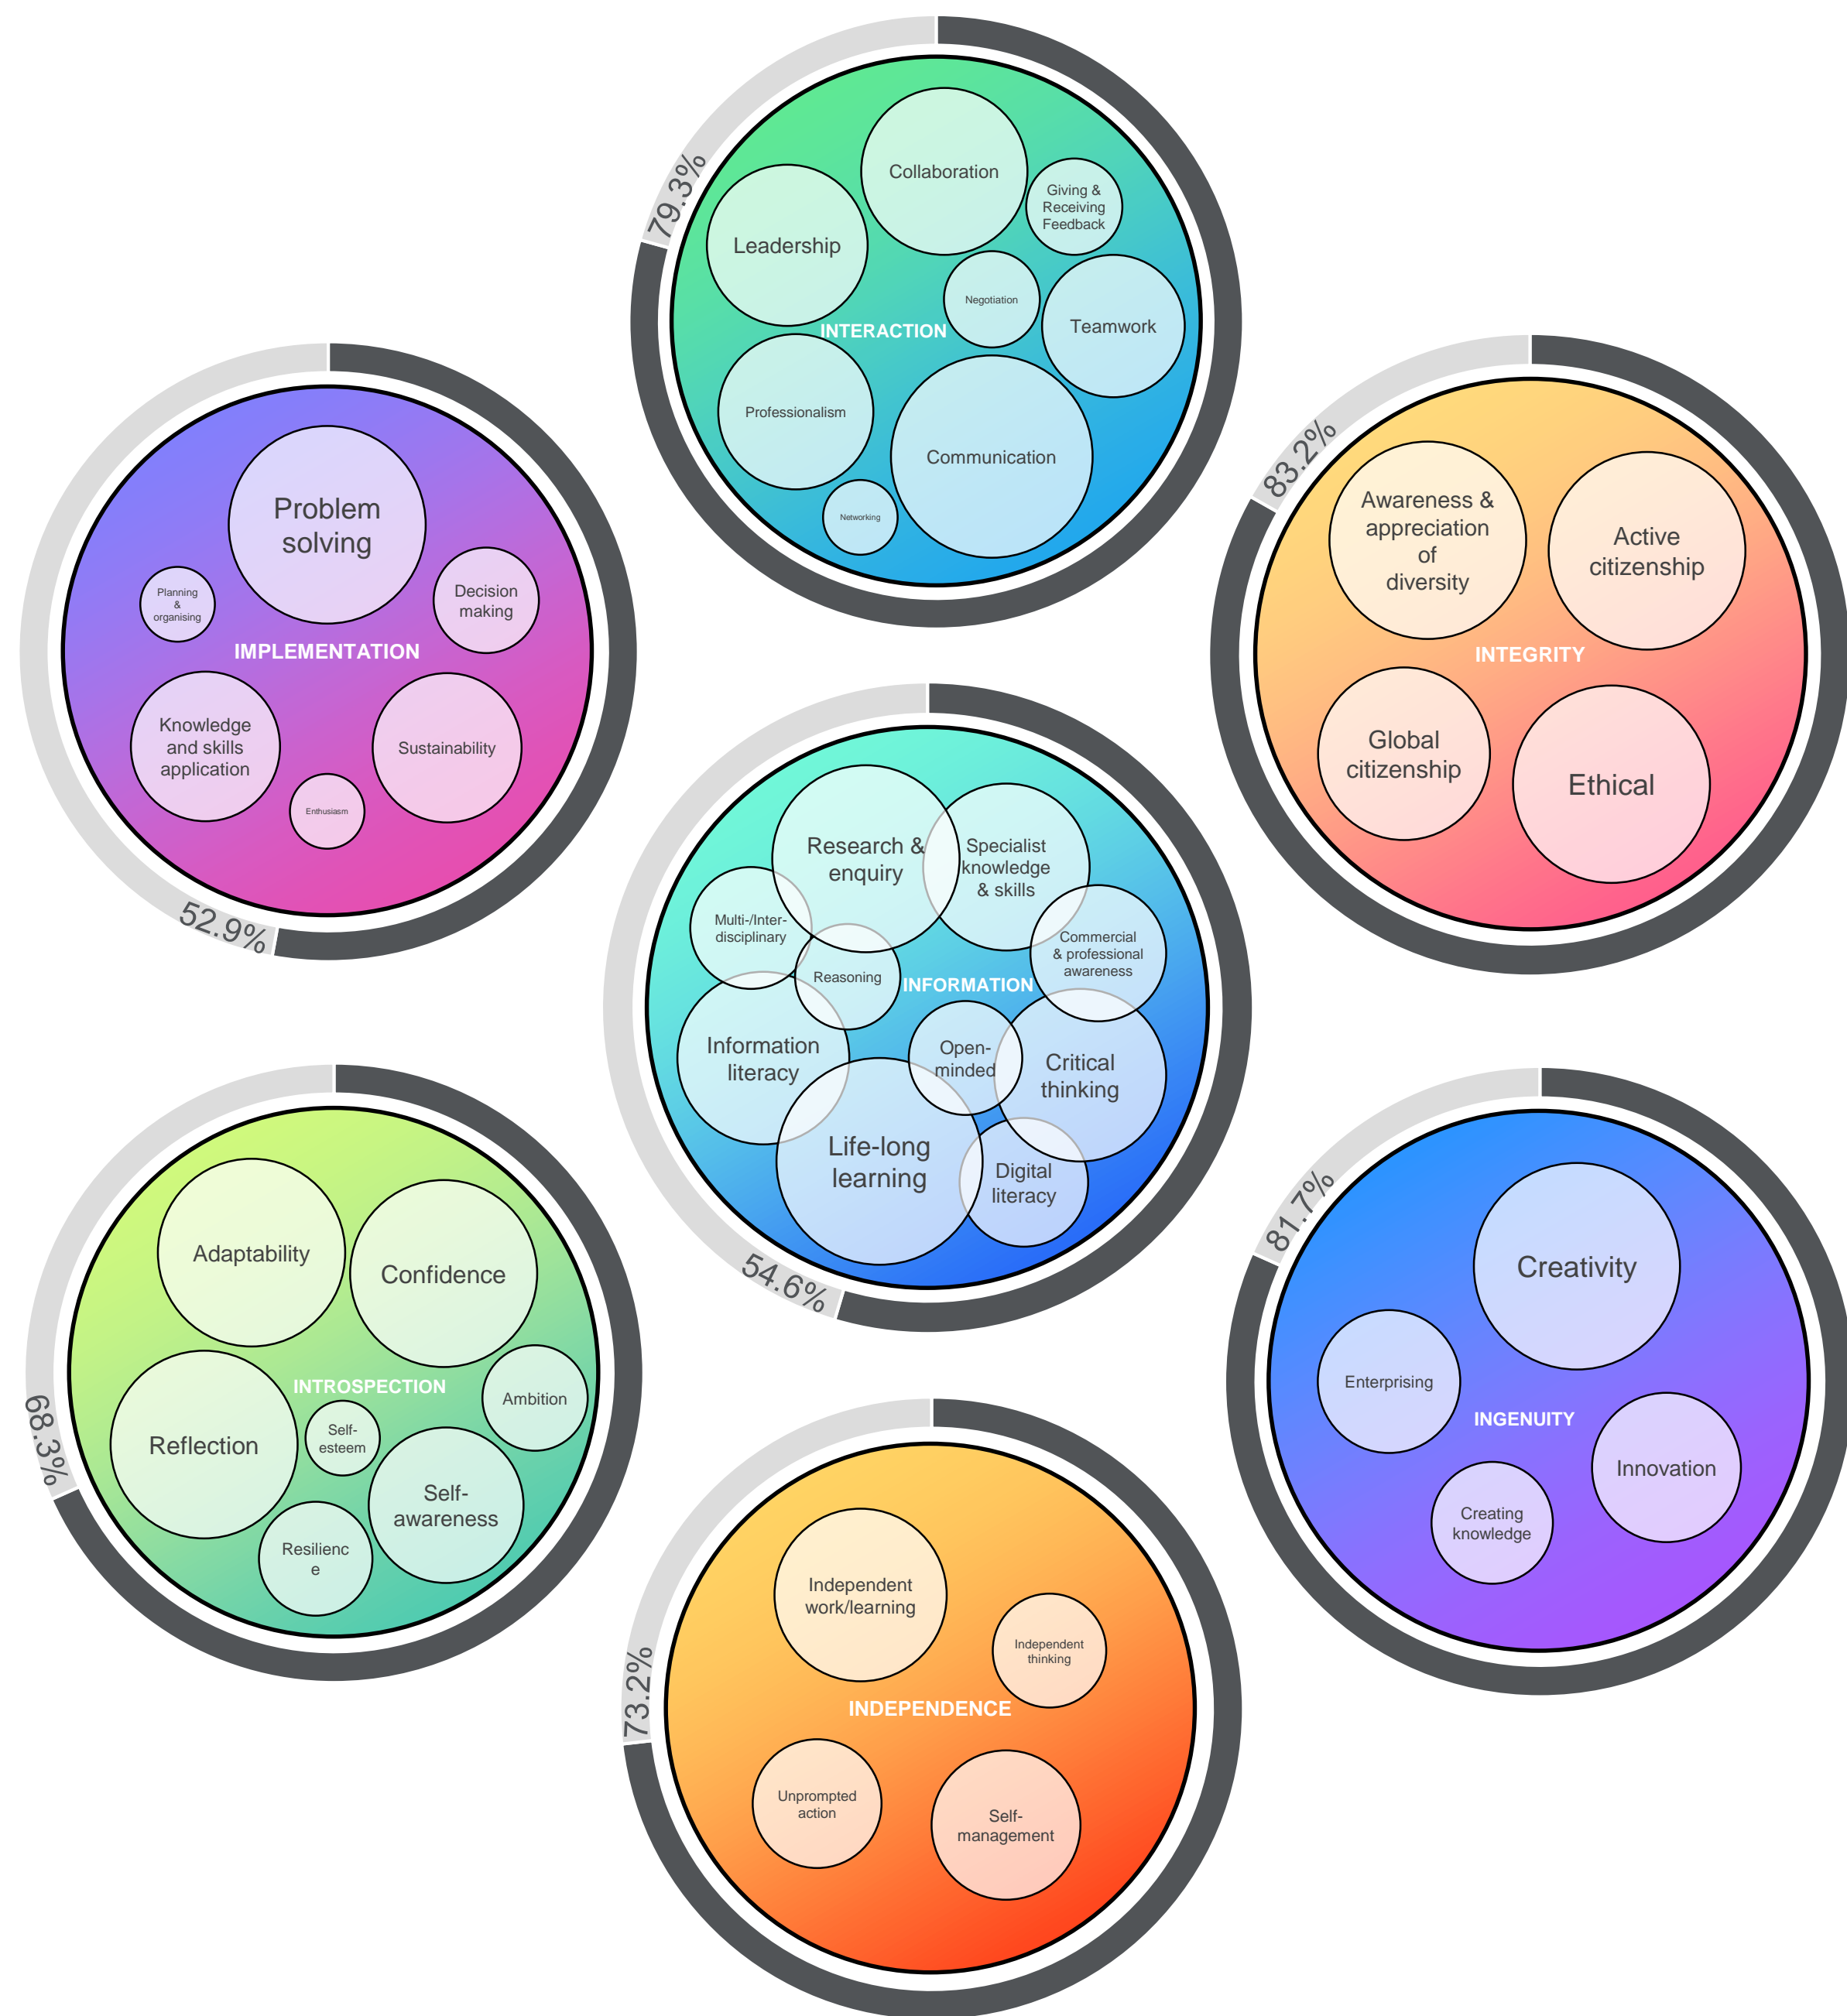 79.3%
Collaboration
Giving &
Receiving
Feedback
Leadership
Negotiation
Teamwork
INTERACTION
Professionalism
Communication
Networking
52.9%
Problem
solving
Planning
&
organising
Decision
making
IMPLEMENTATION
Knowledge
and skills
application
Sustainability
Enthusiasm
83.2%
Awareness &
appreciation
of
diversity
Active
citizenship
INTEGRITY
Global
citizenship
Ethical
54.6%
Research &
enquiry
Specialist
knowledge
& skills
Multi-/Inter-
disciplinary
Commercial
& professional
awareness
Reasoning
INFORMATION
Information
literacy
Open-
minded
Critical
thinking
Life-long
learning
Digital
literacy
68.3%
Adaptability
Confidence
INTROSPECTION
Ambition
Reflection
Self-
esteem
Self-
awareness
Resilienc
e
81.7%
Creativity
Enterprising
INGENUITY
Innovation
Creating
knowledge
73.2%
Independent
work/learning
Independent
thinking
INDEPENDENCE
Unprompted
action
Self-
management